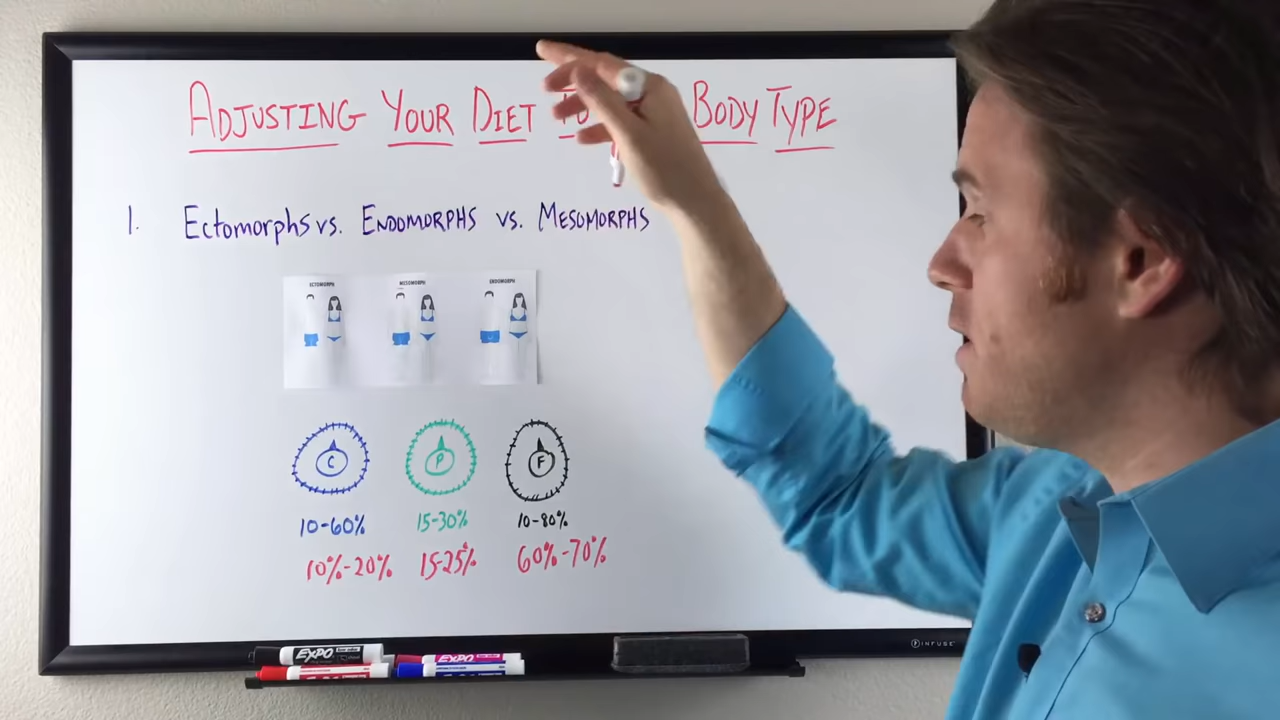 ADJUSTING YOUR DIET TO BODY TYPE
1. Ectomorphs vs. ENDOMORPHS vs. MESOMORPHS
ECTOMORPH MESOMORPH ENDOMORPH
C P F
10-60% 15-30% 10-80%
10%-20% 15-25% 60%-70%
INFUSE
EXPO
EXPO